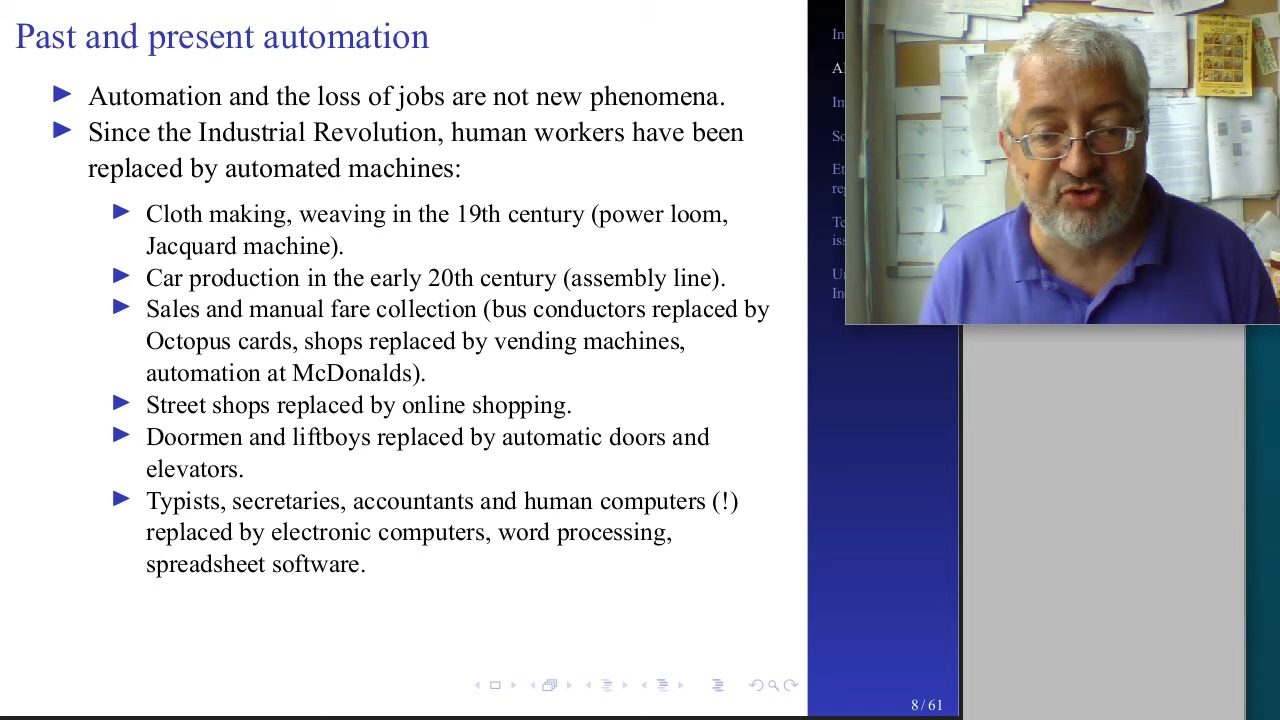 Past and present automation
Automation and the loss of jobs are not new phenomena.
Since the Industrial Revolution, human workers have been
replaced by automated machines:
Cloth making, weaving in the 19th century (power loom,
Jacquard machine).
Car production in the early 20th century (assembly line).
Sales and manual fare collection (bus conductors replaced by
Octopus cards, shops replaced by vending machines,
automation at McDonalds).
Street shops replaced by online shopping.
Doormen and liftboys replaced by automatic doors and
elevators.
Typists, secretaries, accountants and human computers (!)
replaced by electronic computers, word processing,
spreadsheet software.
8 / 61